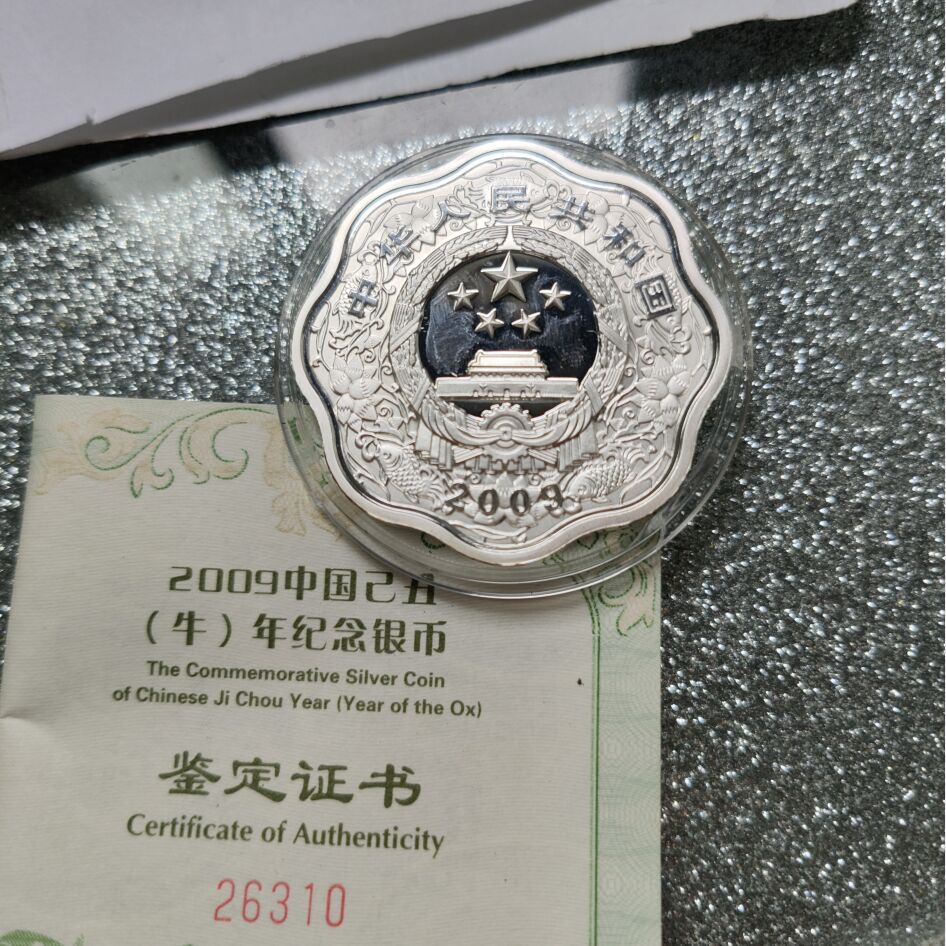 中华人民共和国
2009
2009中国己丑
（牛）年纪念银币
The Commemorative Silver Coin
of Chinese Ji Chou Year (Year of the Ox)
鉴定证书
Certificate of Authenticity
26310